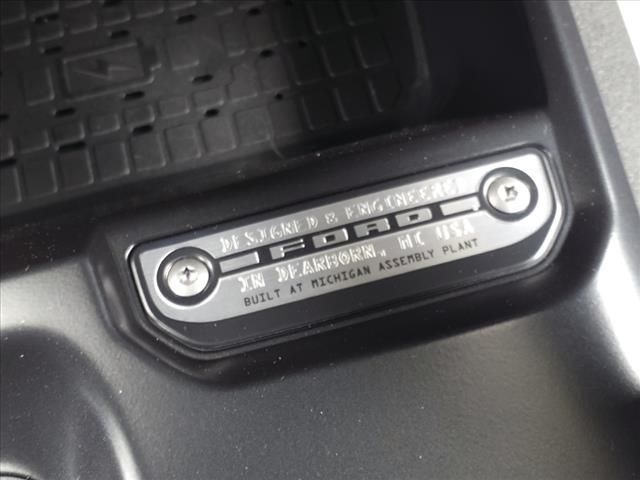 DESIGNED & ENGINEERED
FORD
IN DEARBORN, MI USA
BUILT AT MICHIGAN ASSEMBLY PLANT